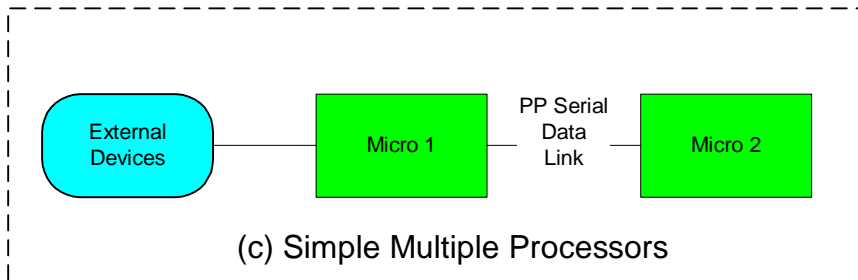 External
Devices
Micro 1
PP Serial
Data
Link
Micro 2
(c) Simple Multiple Processors